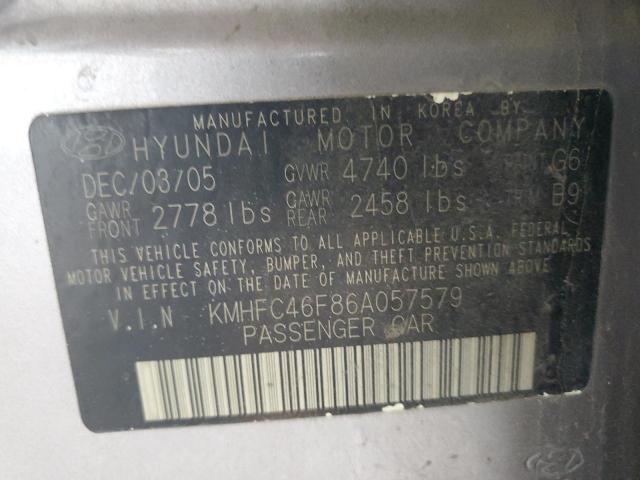 MANUFACTURED IN KOREA BY
HYUNDAI MOTOR COMPANY
DEC/03/05 GVWR 4740 lbs PAINT G6
GAWR FRONT 2778 lbs GAWR REAR 2458 lbs TRIM B9
THIS VEHICLE CONFORMS TO ALL APPLICABLE U.S.A. FEDERAL
MOTOR VEHICLE SAFETY, BUMPER, AND THEFT PREVENTION STANDARDS
IN EFFECT ON THE DATE OF MANUFACTURE SHOWN ABOVE
V.I.N KMHFC46F86A057579
PASSENGER CAR